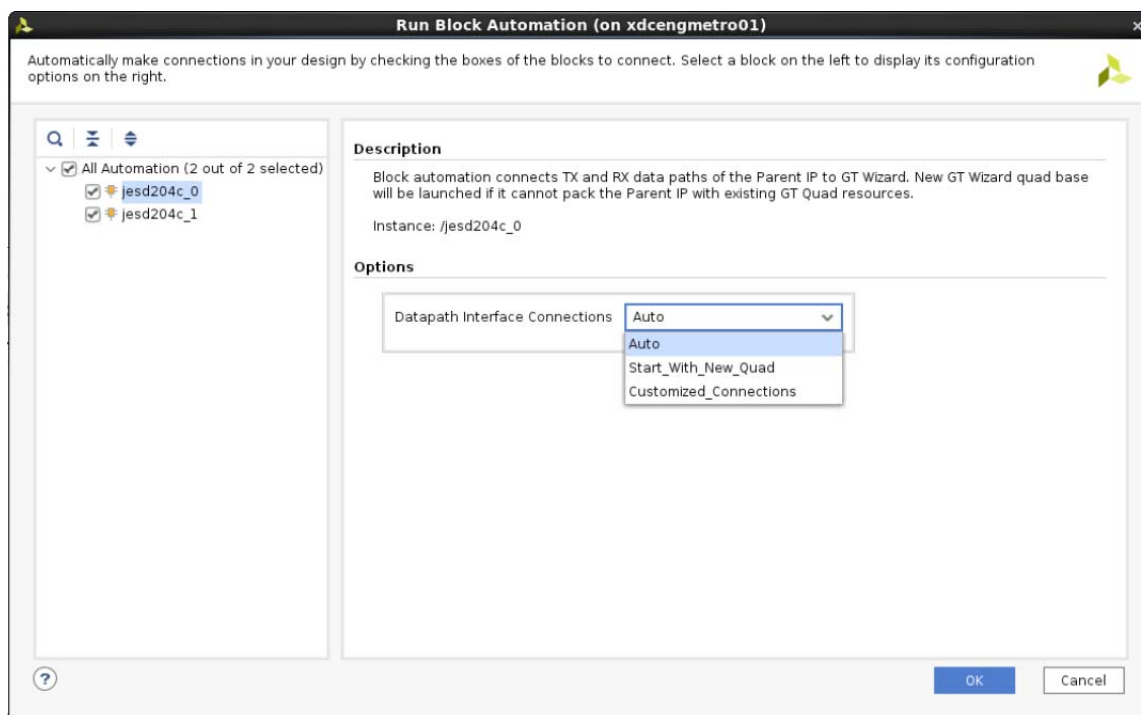 Run Block Automation (on xdcengmetro01)
Automatically make connections in your design by checking the boxes of the blocks to connect. Select a block on the left to display its configuration
options on the right.
All Automation (2 out of 2 selected)
jesd204c_0
jesd204c_1
Description
Block automation connects TX and RX data paths of the Parent IP to GT Wizard. New GT Wizard quad base
will be launched if it cannot pack the Parent IP with existing GT Quad resources.
Instance: /jesd204c_0
Options
Datapath Interface Connections Auto
Auto
Start_With_New_Quad
Customized_Connections
?
OK Cancel